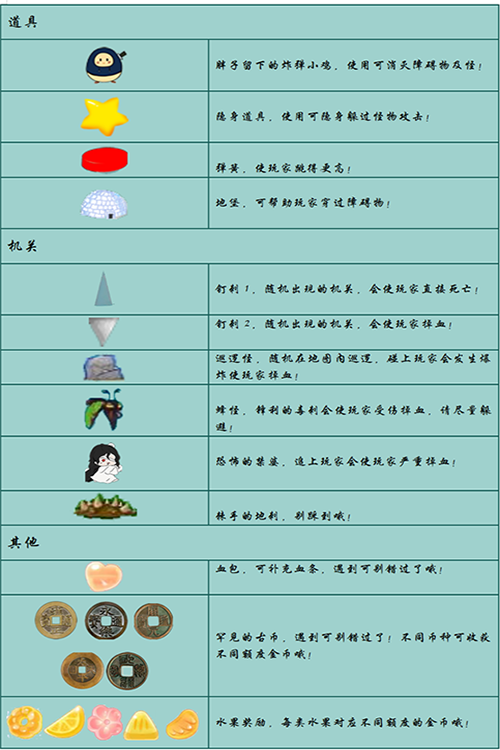 道具
胖子留下的炸弹小鸡，使用可消灭障碍物及怪！
隐身道具，使用可隐身躲过怪物攻去！
弹簧，使玩家跳得更高！
地堡，可帮助玩家穿过障碍物！
机关
钉刺1，随机出现的机关，会使玩家直接死亡！
钉刺2，随机出现的机关，会使玩家掉血！
巡逻怪，随机在地图内巡逻，碰上玩家会发生爆
炸使玩家掉血！
蜂怪，锋利的毒刺会使玩家受伤掉血，请尽量躲
避！
恐怖的禁婆，追上玩家会使玩家严重掉血！
棘手的地刺，别踩到哦！
其他
血包，可补充血条，遇到可别错过了哦！
罕见的古币，遇到可别错过了！不同币种可收获
不同额度金币哦！
水果奖励，每类水果对应不同额度的金币哦！